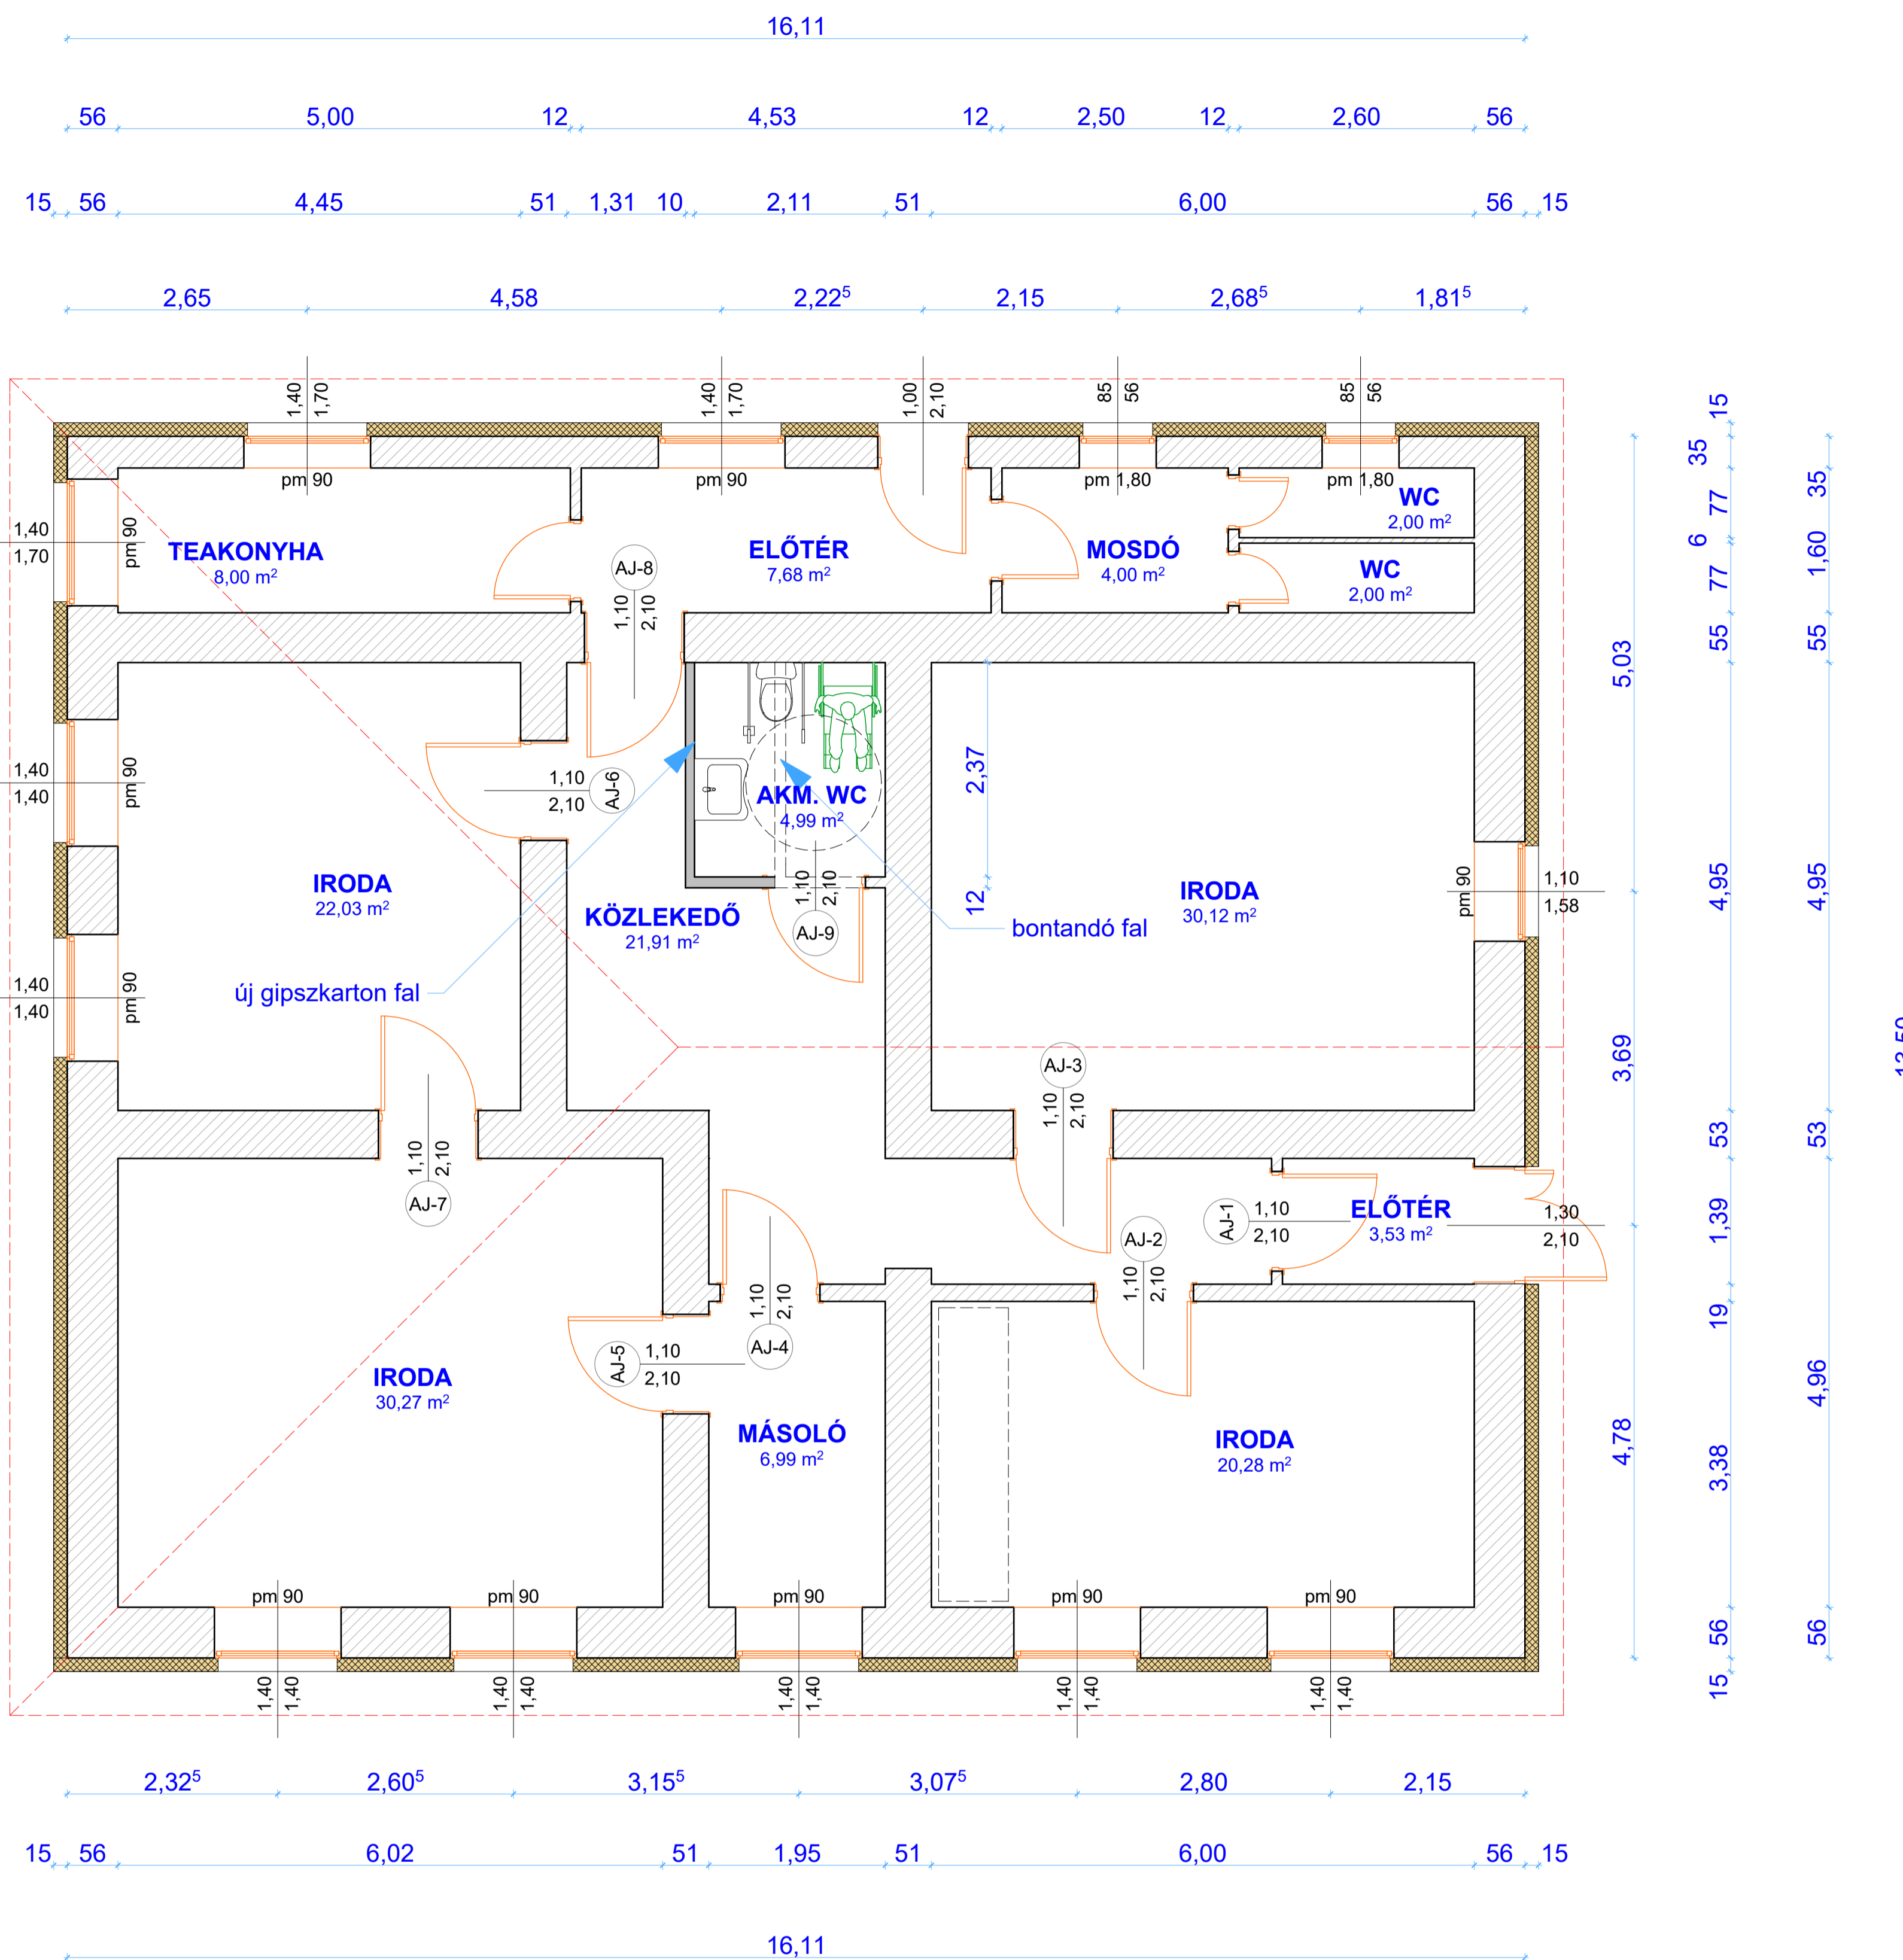 16,11
56 5,00 12 4,53 12 2,50 12 2,60 56
15 56 4,45 51 1,31 10 2,11 51 6,00 56 15
2,65 4,58 2,22⁵ 2,15 2,68⁵ 1,81⁵
1,40 1,70
1,40 1,70
1,00 2,10
85 56
85 56
pm 90
pm 90
pm 1,80
pm 1,80
1,40
1,70
pm 90
TEAKONYHA
8,00 m²
ELŐTÉR
7,68 m²
MOSDÓ
4,00 m²
WC
2,00 m²
WC
2,00 m²
AJ-8
1,10
2,10
1,40
1,40
pm 90
1,10
2,10
AJ-6
AKM. WC
4,99 m²
2,37
12
IRODA
22,03 m²
KÖZLEKEDŐ
21,91 m²
1,10
2,10
AJ-9
bontandó fal
IRODA
30,12 m²
pm 90
1,10
1,58
új gipszkarton fal
1,40
1,40
pm 90
AJ-3
1,10
2,10
1,10
2,10
AJ-7
AJ-2
1,10
2,10
AJ-1
1,10
2,10
ELŐTÉR
3,53 m²
1,30
2,10
1,10
2,10
AJ-4
AJ-5
1,10
2,10
IRODA
30,27 m²
MÁSOLÓ
6,99 m²
IRODA
20,28 m²
pm 90
pm 90
pm 90
pm 90
pm 90
1,40 1,40
1,40 1,40
1,40 1,40
1,40 1,40
1,40 1,40
5,03
3,69
4,78
15
35
77
6
77
55
4,95
53
1,39
19
3,38
56
15
35
1,60
55
4,95
53
4,96
56
2,32⁵ 2,60⁵ 3,15⁵ 3,07⁵ 2,80 2,15
15 56 6,02 51 1,95 51 6,00 56 15
16,11